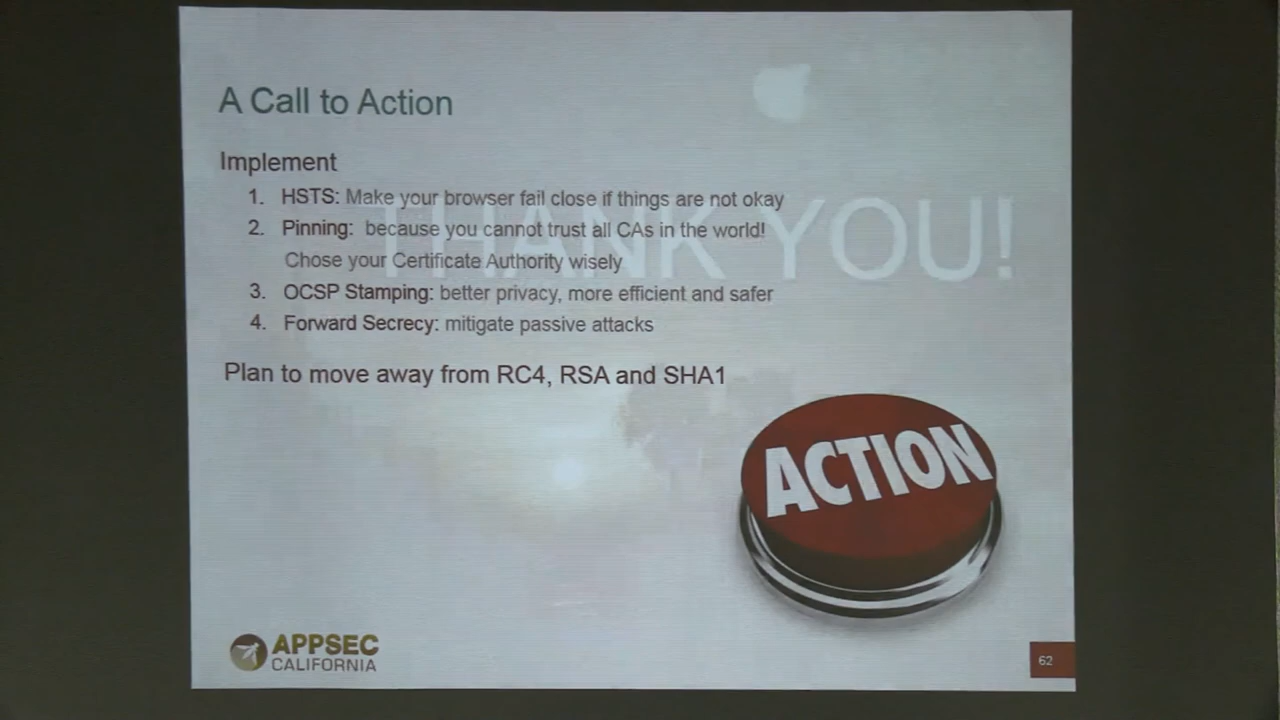 A Call to Action
Implement
1. HSTS: Make your browser fail close if things are not okay
THANK YOU!
2. Pinning: because you cannot trust all CAs in the world!
Chose your Certificate Authority wisely
3. OCSP Stamping: better privacy, more efficient and safer
4. Forward Secrecy: mitigate passive attacks
Plan to move away from RC4, RSA and SHA1
ACTION
APPSEC
CALIFORNIA
62